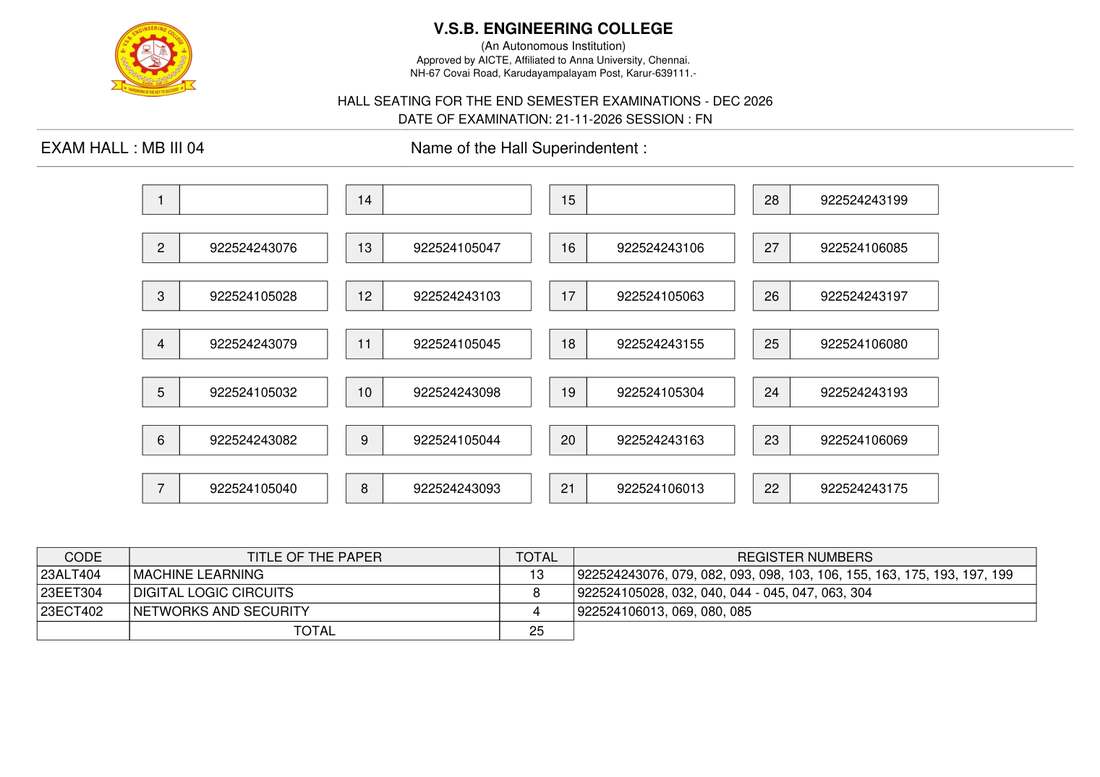 V.S.B. ENGINEERING COLLEGE
(An Autonomous Institution)
Approved by AICTE, Affiliated to Anna University, Chennai.
NH-67 Covai Road, Karudayampalayam Post, Karur-639111.-
HALL SEATING FOR THE END SEMESTER EXAMINATIONS - DEC 2026
DATE OF EXAMINATION: 21-11-2026 SESSION : FN
EXAM HALL : MB III 04 Name of the Hall Superindentent :
1 14 15 28 922524243199
2 922524243076 13 922524105047 16 922524243106 27 922524106085
3 922524105028 12 922524243103 17 922524105063 26 922524243197
4 922524243079 11 922524105045 18 922524243155 25 922524106080
5 922524105032 10 922524243098 19 922524105304 24 922524243193
6 922524243082 9 922524105044 20 922524243163 23 922524106069
7 922524105040 8 922524243093 21 922524106013 22 922524243175
CODE TITLE OF THE PAPER TOTAL REGISTER NUMBERS
23ALT404 MACHINE LEARNING 13 922524243076, 079, 082, 093, 098, 103, 106, 155, 163, 175, 193, 197, 199
23EET304 DIGITAL LOGIC CIRCUITS 8 922524105028, 032, 040, 044 - 045, 047, 063, 304
23ECT402 NETWORKS AND SECURITY 4 922524106013, 069, 080, 085
TOTAL 25